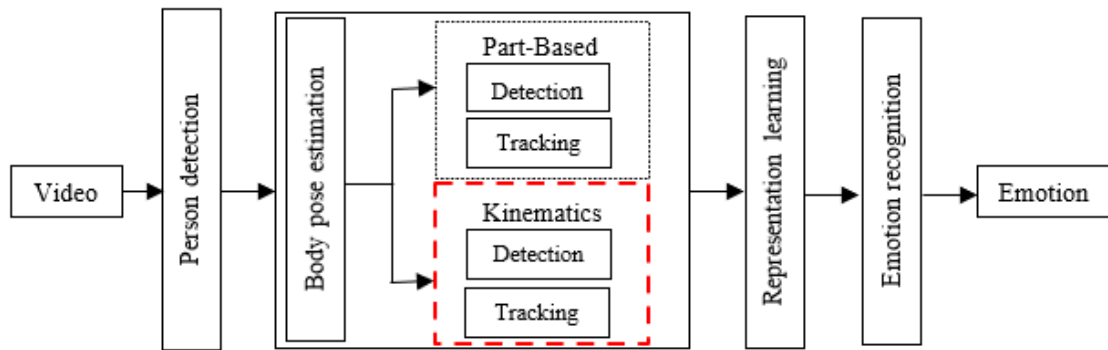 Video
Person detection
Body pose estimation
Part-Based
Detection
Tracking
Kinematics
Detection
Tracking
Representation learning
Emotion recognition
Emotion